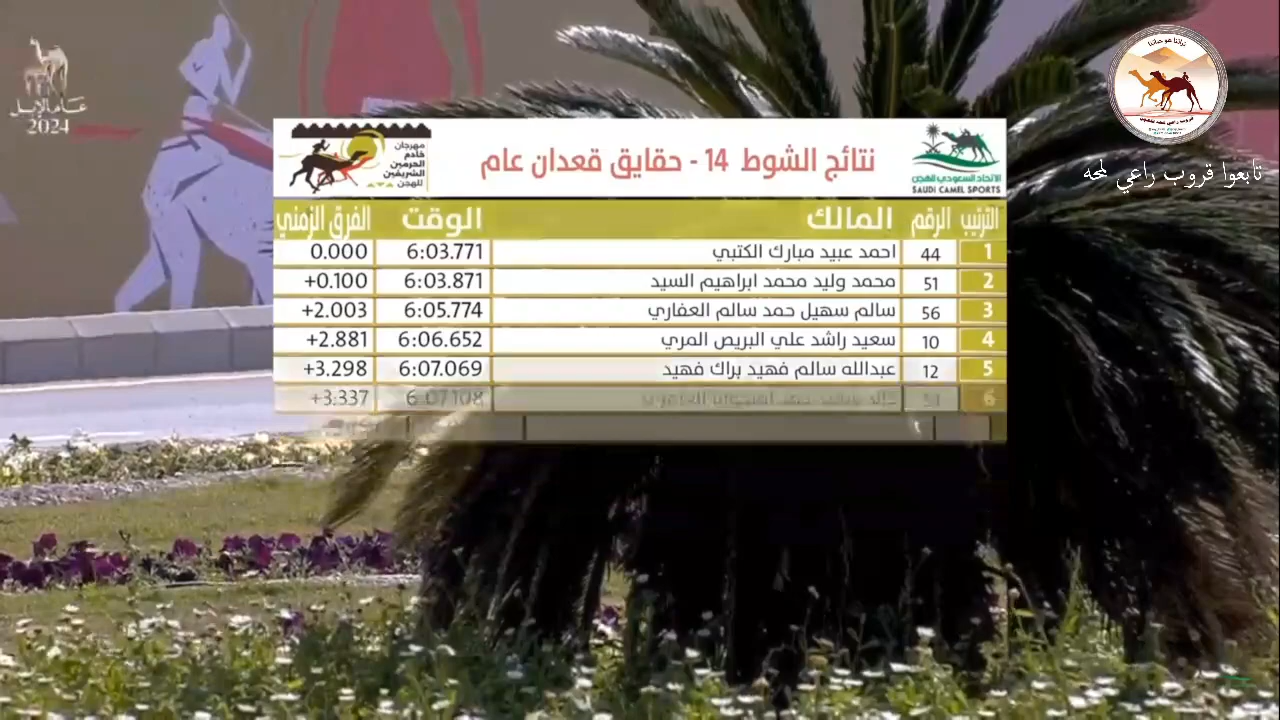 عام الإبل
2024
تراثنا هو حياتنا
تابعوا قروب راعي لمحه
مهرجان
خادم
الحرمين
الشريفين
للهجن
نتائج الشوط 14 - حقايق قعدان عام
الاتحاد السعودي للهجن
SAUDI CAMEL SPORTS
الترتيب الرقم المالك الوقت الفرق الزمني
1 44 احمد عبيد مبارك الكتبي 6:03.771 0.000
2 51 محمد وليد محمد ابراهيم السيد 6:03.871 +0.100
3 56 سالم سهيل حمد سالم العفاري 6:05.774 +2.003
4 10 سعيد راشد علي البريص المري 6:06.652 +2.881
5 12 عبدالله سالم فهيد براك فهيد 6:07.069 +3.298
6 6:07.108 +3.337